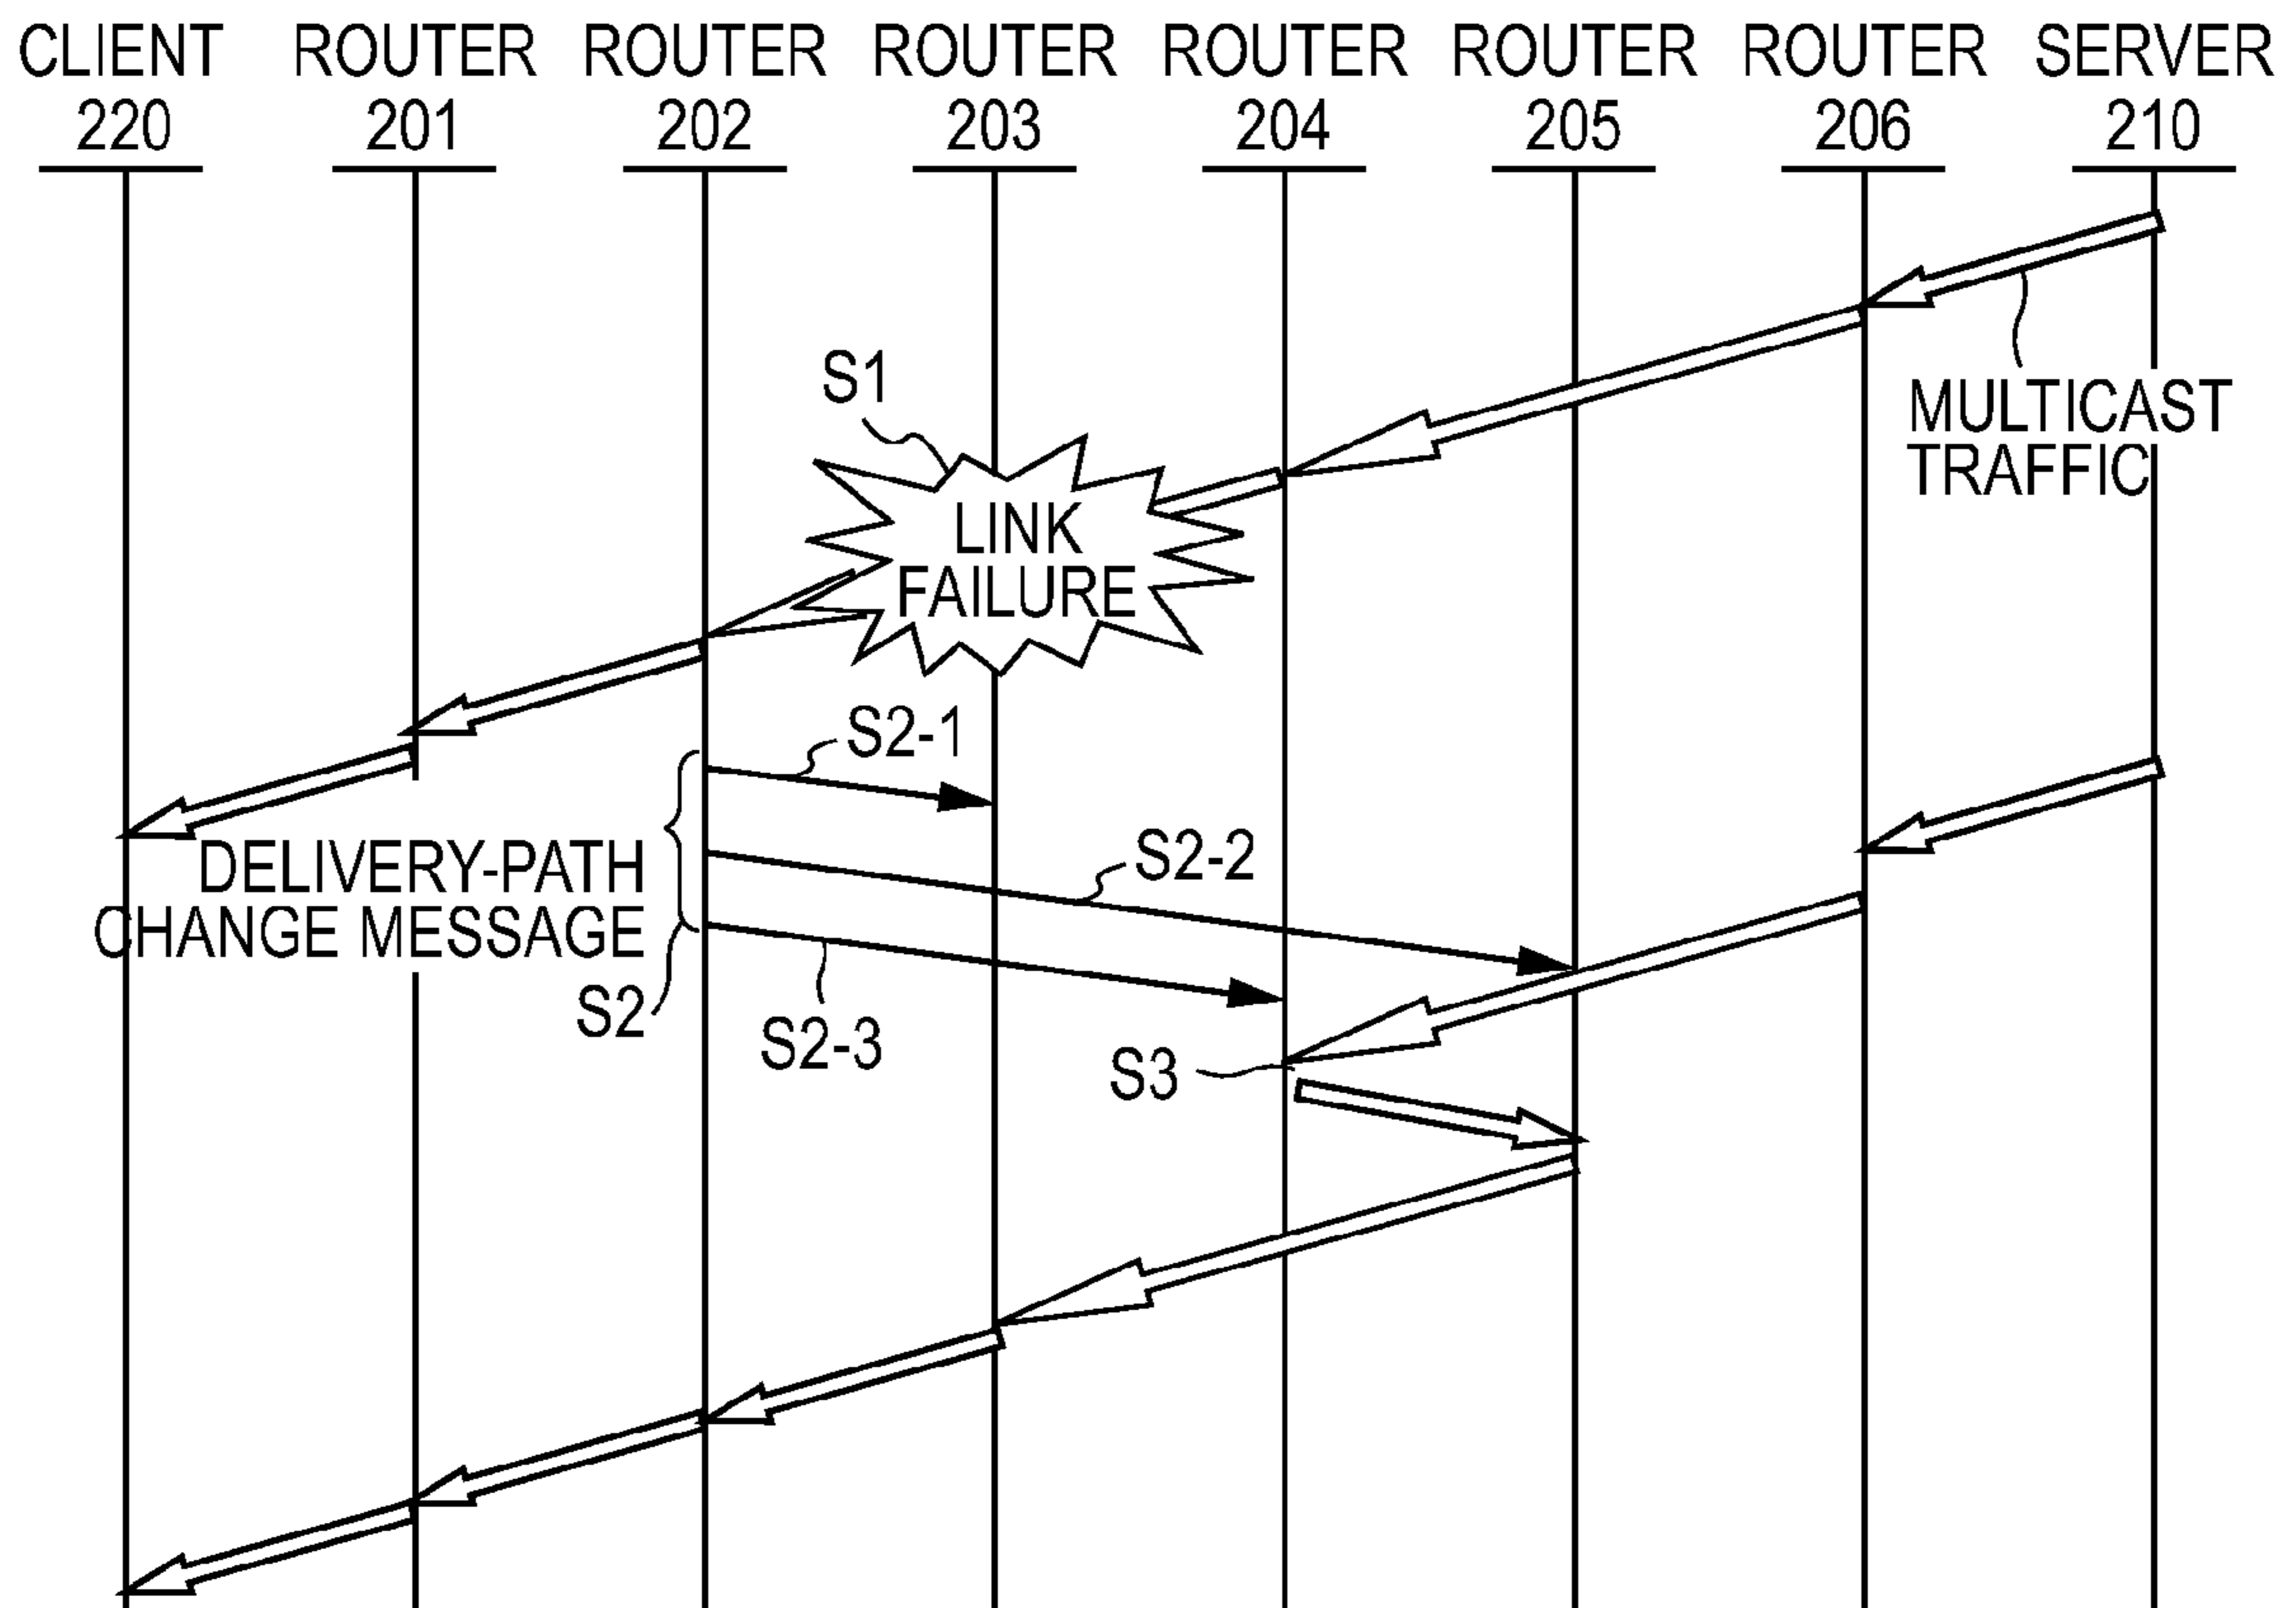 CLIENT ROUTER ROUTER ROUTER ROUTER ROUTER ROUTER SERVER
220 201 202 203 204 205 206 210
S1
MULTICAST
TRAFFIC
LINK
FAILURE
S2-1
S2-2
DELIVERY-PATH
CHANGE MESSAGE
S2
S2-3
S3